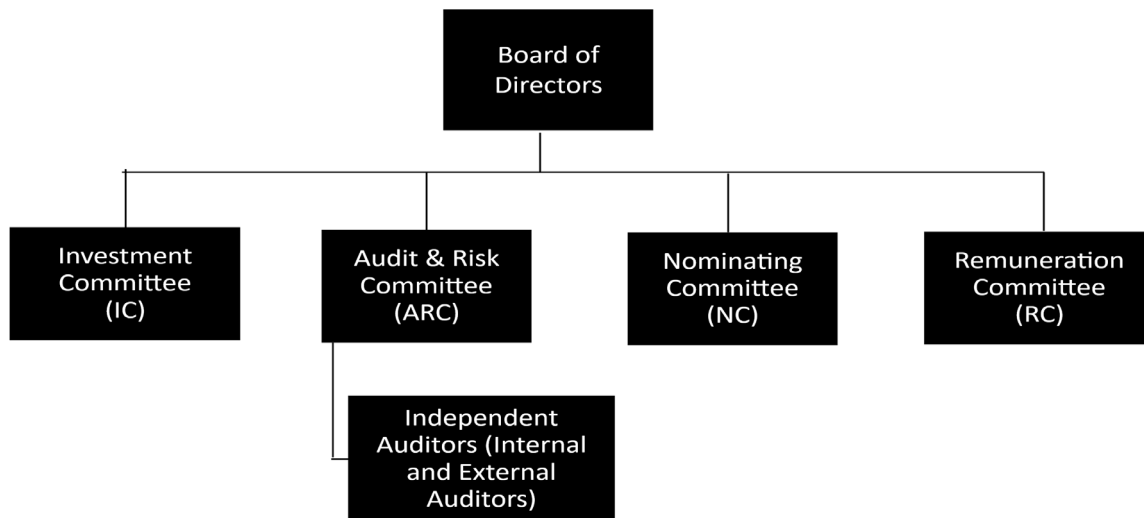 Board of
Directors
Investment
Committee
(IC)
Audit & Risk
Committee
(ARC)
Nominating
Committee
(NC)
Remuneration
Committee
(RC)
Independent
Auditors (Internal
and External
Auditors)